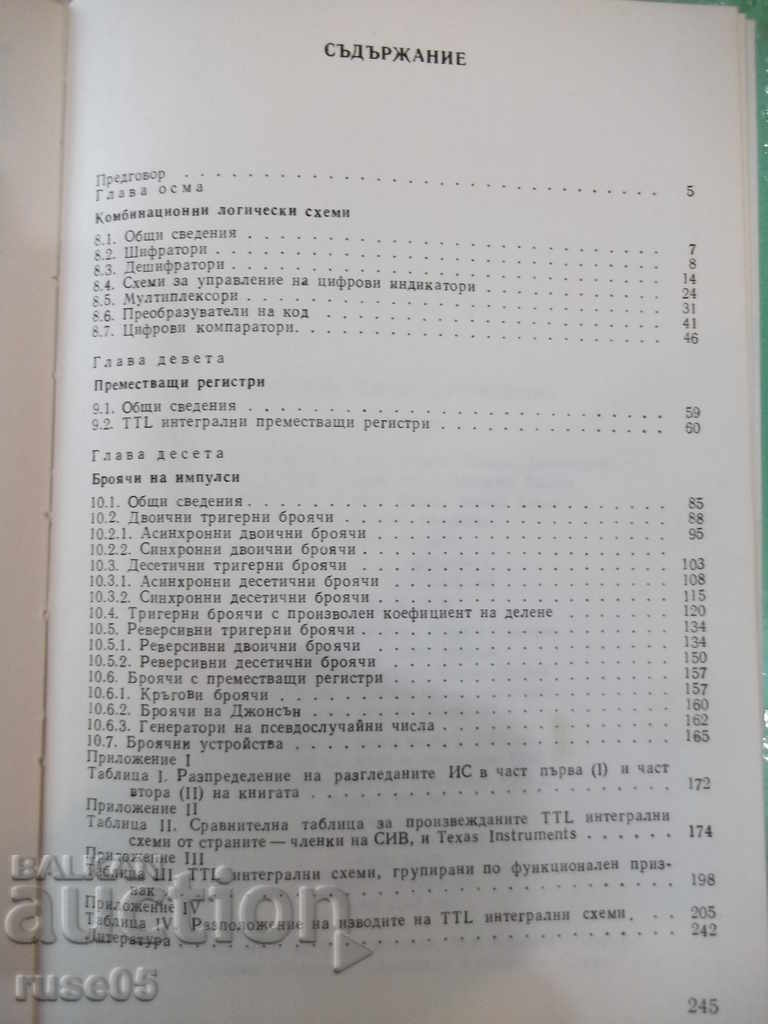 СЪДЪРЖАНИЕ
Предговор . . . 5
Глава осма
Комбинационни логически схеми
8.1. Общи сведения . . . 7
8.2. Шифратори . . . 8
8.3. Дешифратори . . . 14
8.4. Схеми за управление на цифрови индикатори . . . 24
8.5. Мултиплексори . . . 31
8.6. Преобразуватели на код . . . 41
8.7. Цифрови компаратори. . . . 46
Глава девета
Преместващи регистри
9.1. Общи сведения . . . 59
9.2. TTL интегрални преместващи регистри . . . 60
Глава десета
Броячи на импулси
10.1. Общи сведения . . . 85
10.2. Двоични тригерни броячи . . . 88
10.2.1. Асинхронни двоични броячи . . . 95
10.2.2. Синхронни двоични броячи . . .
10.3. Десетични тригерни броячи . . . 103
10.3.1. Асинхронни десетични броячи . . . 108
10.3.2. Синхронни десетични броячи . . . 115
10.4. Тригерни броячи с произволен коефициент на делене . . . 120
10.5. Реверсивни тригерни броячи . . . 134
10.5.1. Реверсивни двоични броячи . . . 134
10.5.2. Реверсивни десетични броячи . . . 150
10.6. Броячи с преместващи регистри . . . 157
10.6.1. Кръгови броячи . . . 157
10.6.2. Броячи на Джонсън . . . 160
10.6.3. Генератори на псевдослучайни числа . . . 162
10.7. Броячни устройства . . . 165
Приложение I
Таблица I. Разпределение на разгледаните ИС в част първа (I) и част
втора (II) на книгата . . . 172
Приложение II
Таблица II. Сравнителна таблица за произвежданите TTL интегрални
схеми от страните — членки на СИВ, и Texas Instruments . . . 174
Приложение III
Таблица III. TTL интегрални схеми, групирани по функционален приз-
нак . . . 198
Приложение IV
Таблица IV. Разположение на изводите на TTL интегрални схеми . . . 205
Литература . . . 242
BALKAN
auction
ruse05
245